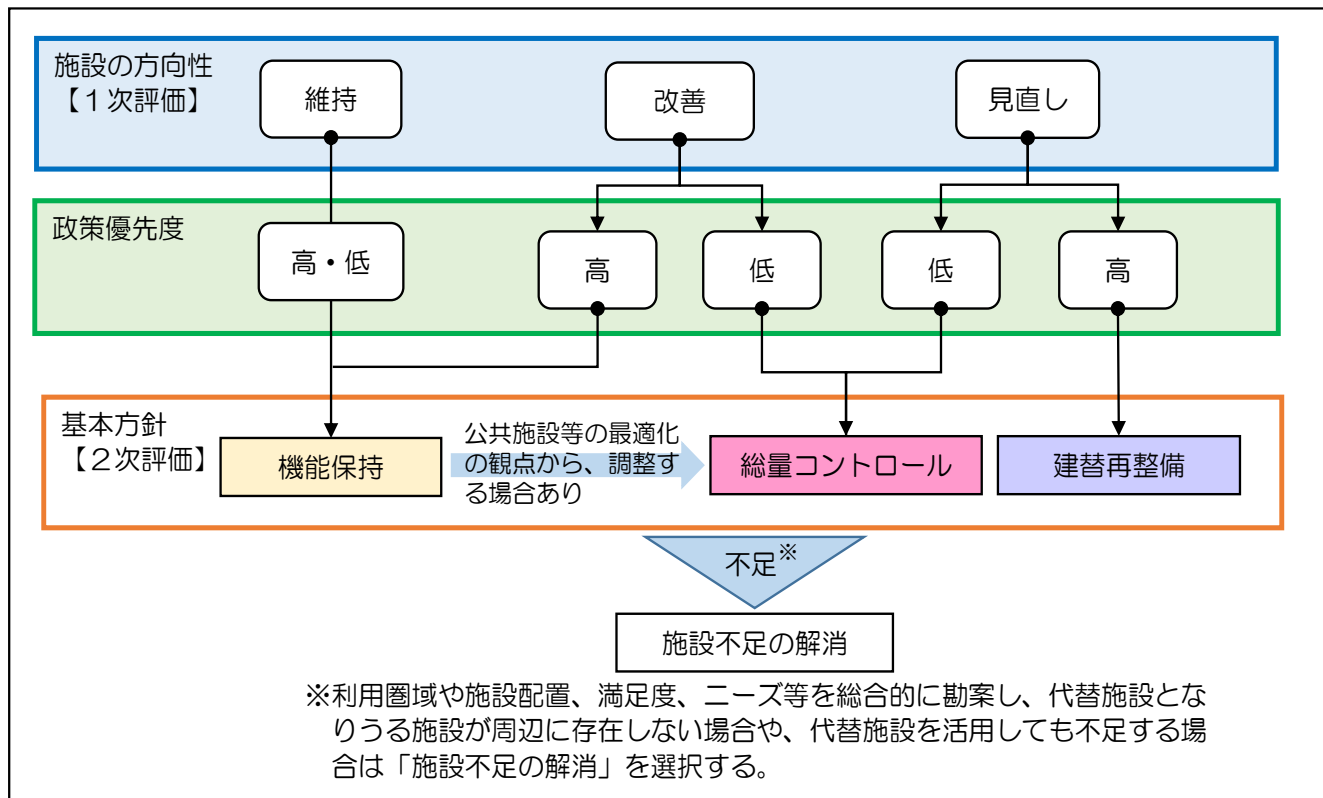 施設の方向性
【１次評価】
維持
改善
見直し
政策優先度
高・低
高
低
低
高
基本方針
【２次評価】
機能保持
公共施設等の最適化
の観点から、調整す
る場合あり
総量コントロール
建替再整備
不足※
施設不足の解消
※利用圏域や施設配置、満足度、ニーズ等を総合的に勘案し、代替施設とな
りうる施設が周辺に存在しない場合や、代替施設を活用しても不足する場
合は「施設不足の解消」を選択する。